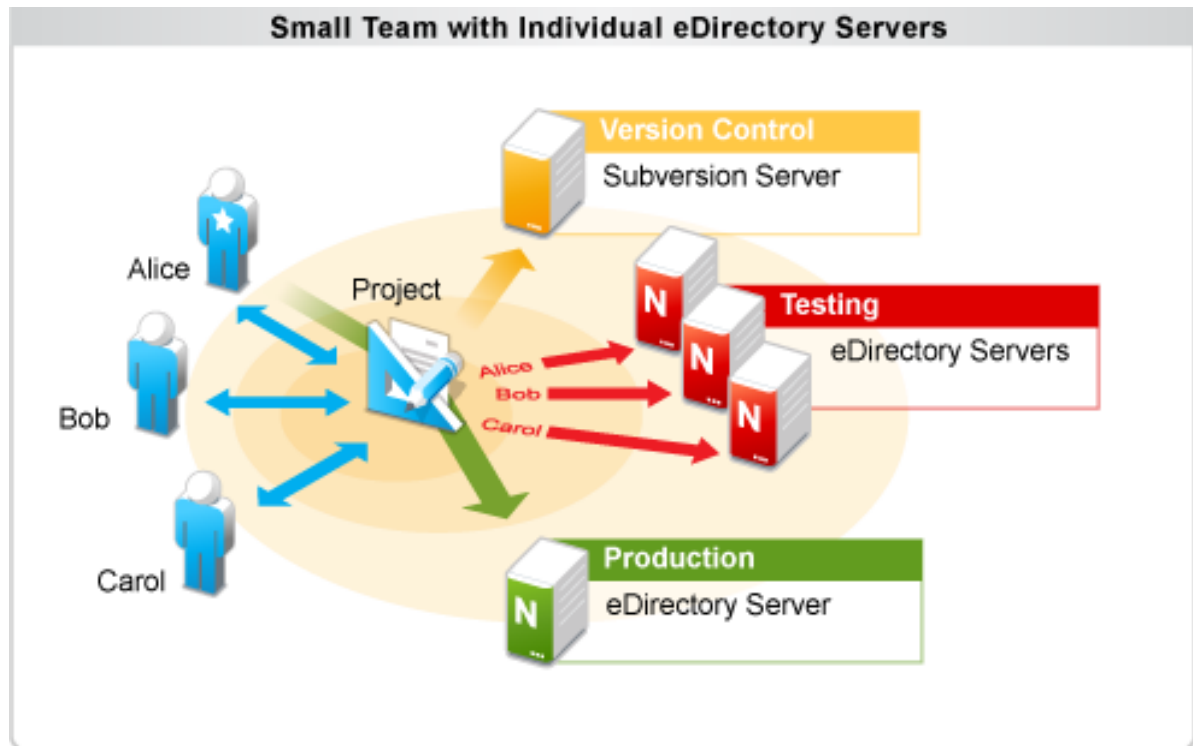 Small Team with Individual eDirectory Servers
Version Control
Subversion Server
Alice
Project
Testing
eDirectory Servers
N
N
N
Alice
Bob
Carol
Bob
Carol
Production
eDirectory Server
N